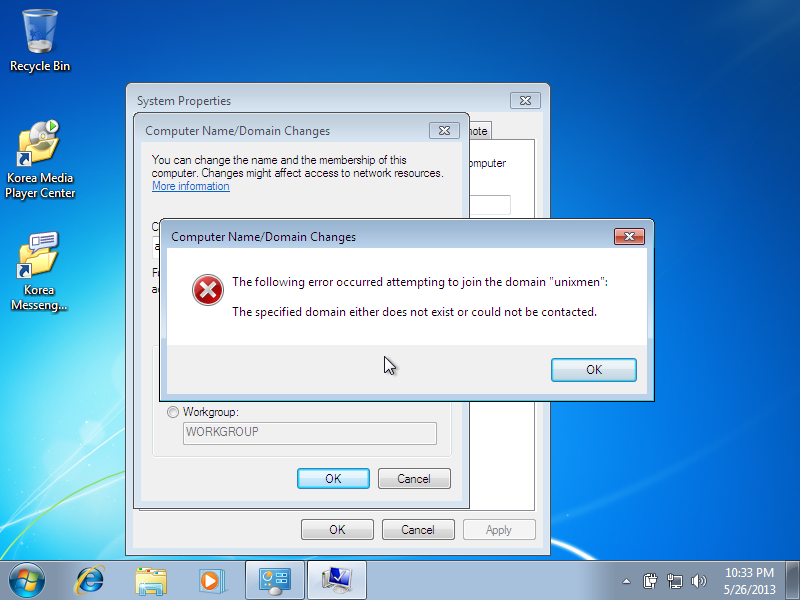 Recycle Bin
Korea Media
Player Center
Korea
Messeng...
System Properties
Computer Name/Domain Changes
You can change the name and the membership of this
computer. Changes might affect access to network resources.
More information
Computer Name/Domain Changes
The following error occurred attempting to join the domain "unixmen":
The specified domain either does not exist or could not be contacted.
OK
Workgroup:
WORKGROUP
OK
Cancel
OK
Cancel
Apply
10:33 PM
5/26/2013